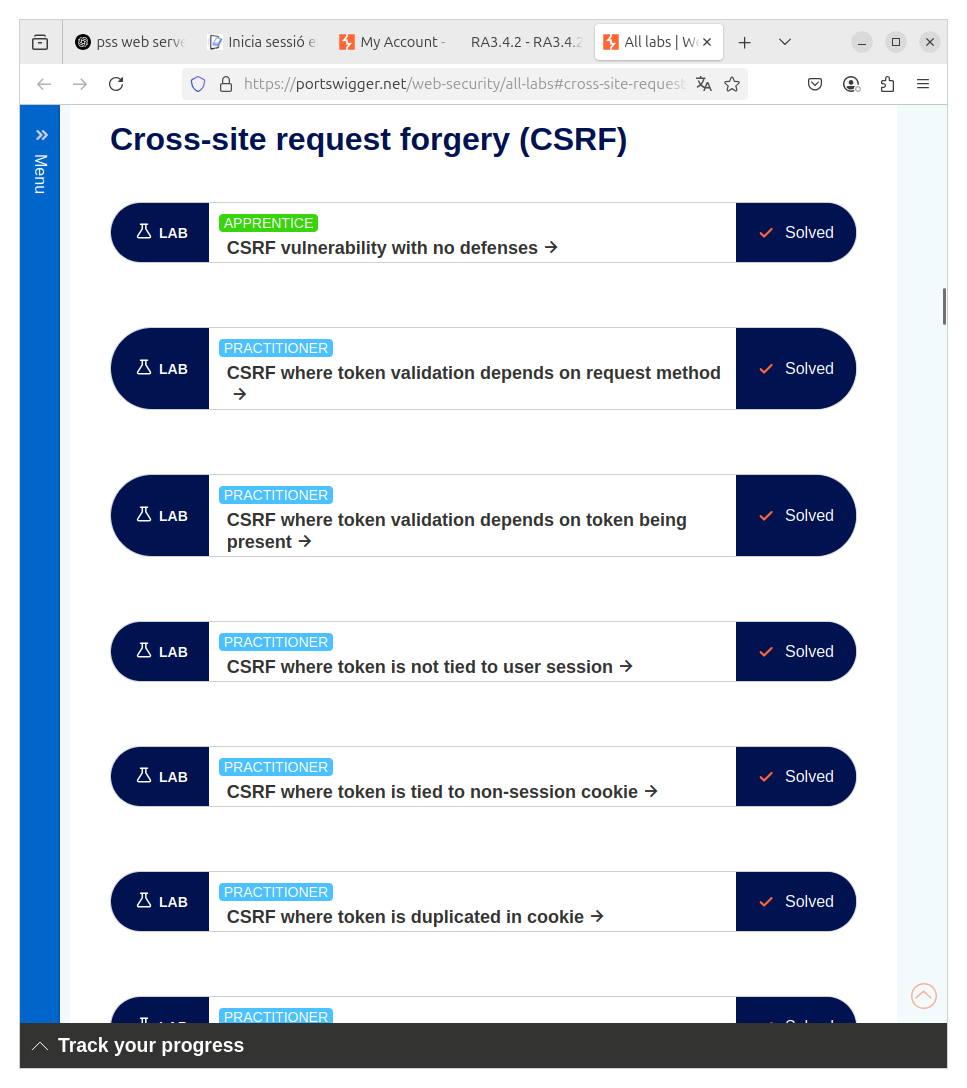 pss web serve
Inicia sessió e
My Account -
RA3.4.2 - RA3.4.2
All labs | We
https://portswigger.net/web-security/all-labs#cross-site-request
Menu
Cross-site request forgery (CSRF)
LAB
APPRENTICE
CSRF vulnerability with no defenses
Solved
LAB
PRACTITIONER
CSRF where token validation depends on request method
Solved
LAB
PRACTITIONER
CSRF where token validation depends on token being
present
Solved
LAB
PRACTITIONER
CSRF where token is not tied to user session
Solved
LAB
PRACTITIONER
CSRF where token is tied to non-session cookie
Solved
LAB
PRACTITIONER
CSRF where token is duplicated in cookie
Solved
LAB
PRACTITIONER
Solved
Track your progress